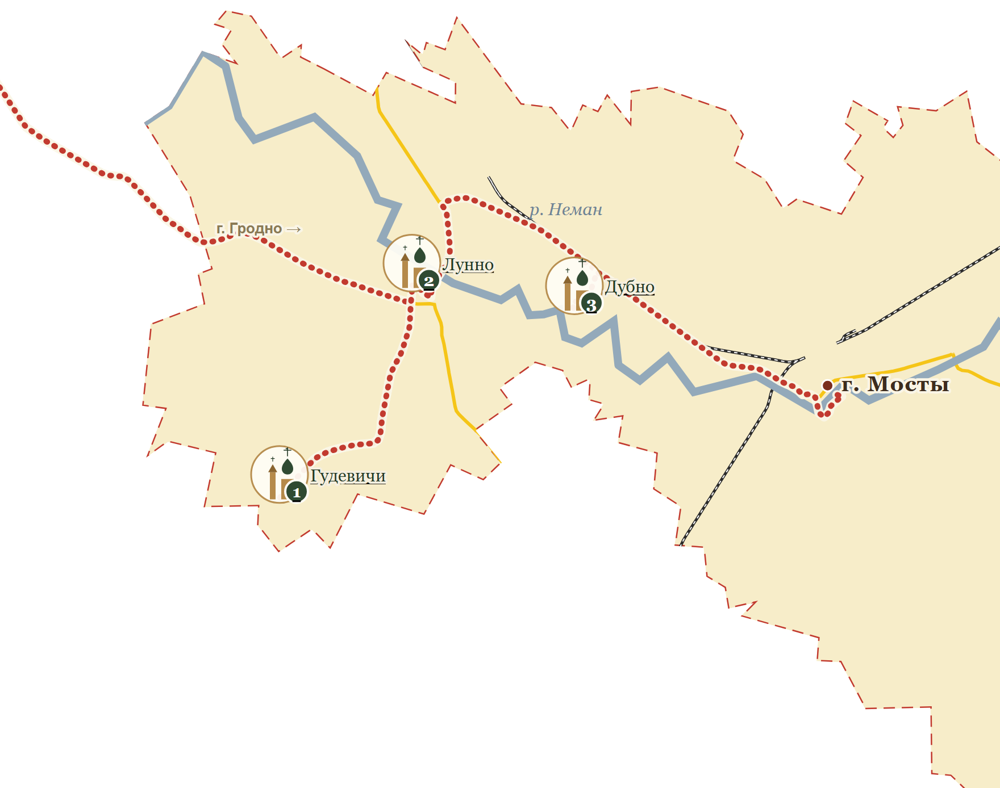 р. Неман
г. Гродно →
Лунно
2
Дубно
3
г. Мосты
Гудевичи
1